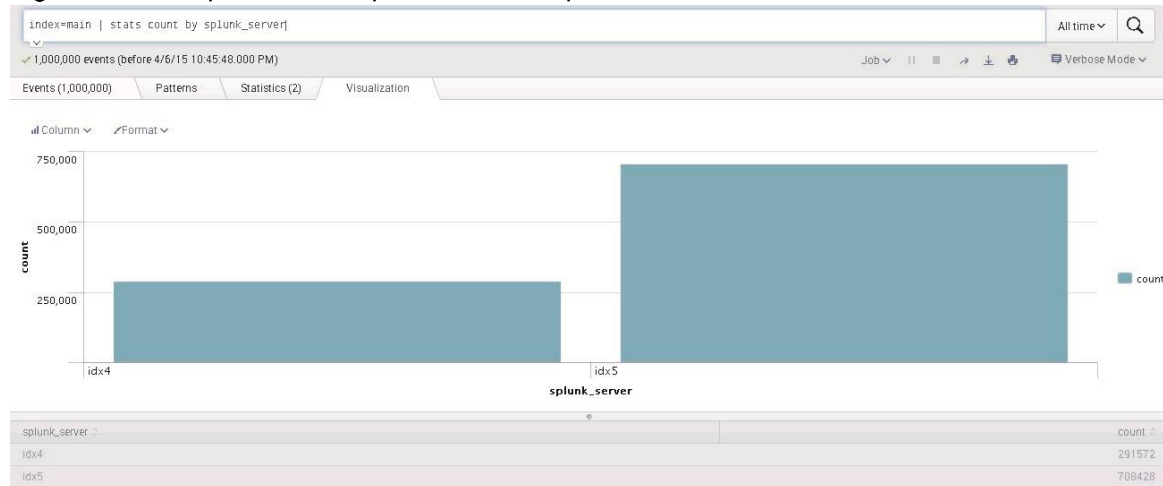 index=main | stats count by splunk_server
All time
1,000,000 events (before 4/6/15 10:45:48.000 PM)
Job
Verbose Mode
Events (1,000,000) Patterns Statistics (2) Visualization
Column Format
750,000
500,000
250,000
count
idx4 idx5
splunk_server
count
splunk_server count
idx4 291572
idx5 708428